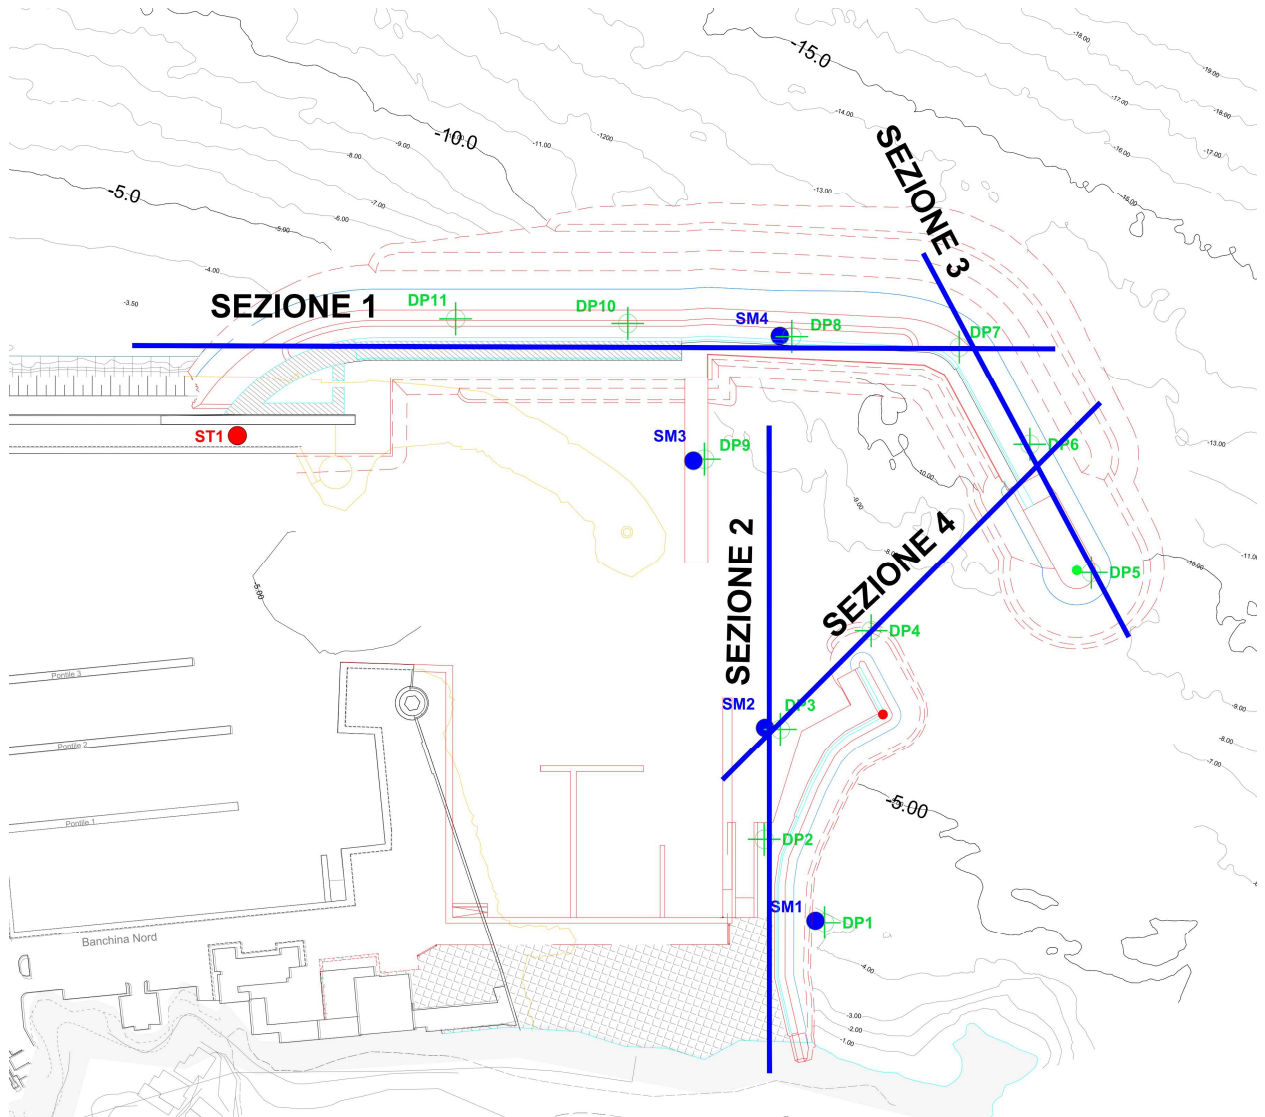 -18.00
-19.00
-15.0
-17.00
-18.00
-14.00
-10.0
-9.00
-11.00
-1200
-16.00
-17.00
-8.00
-5.0
-7.00
-13.00
-6.00
-5.00
-4.00
-3.50
SEZIONE 3
SEZIONE 1
DP11
DP10
SM4
DP8
DP7
ST1
SM3
DP9
DP6
-13.00
-10.00
-9.00
SEZIONE 2
SEZIONE 4
-11.00
DP5
-5.00
DP4
Pontile 3
SM2
DP3
-9.00
Pontile 2
-8.00
-7.00
-5.00
Pontile 1
DP2
SM1
DP1
Banchina Nord
-4.00
-3.00
-2.00
-1.00